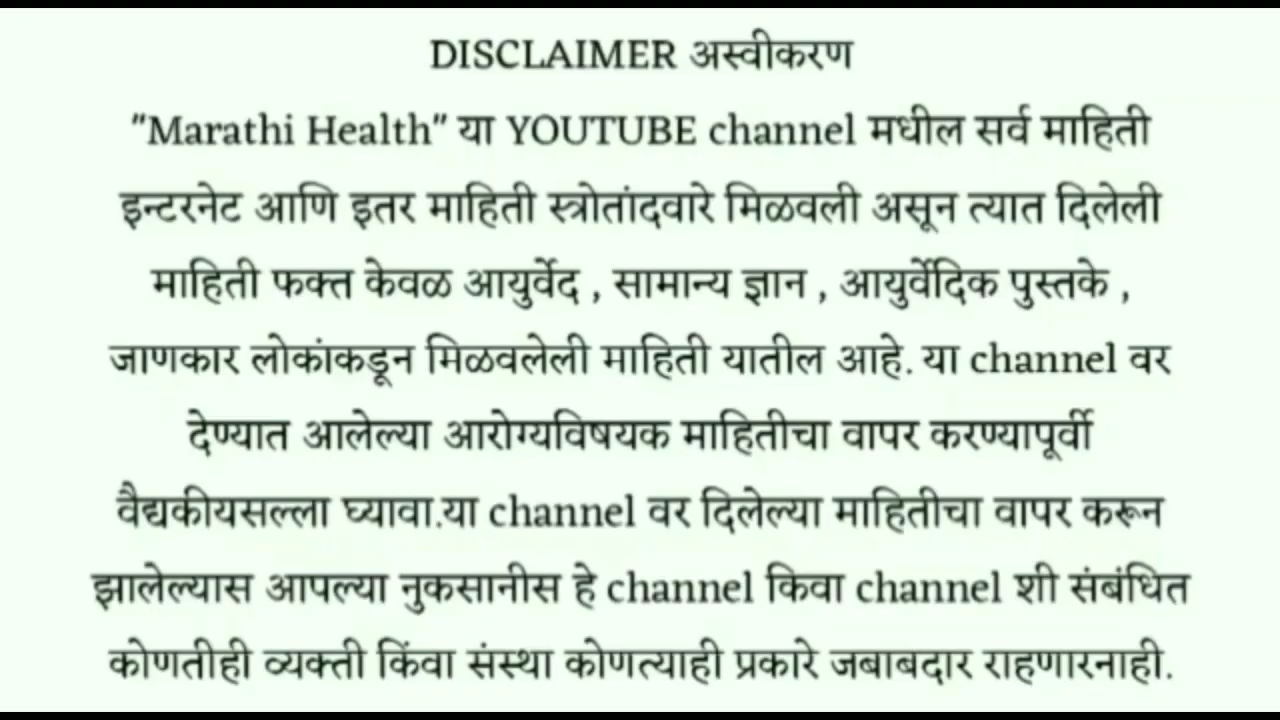 DISCLAIMER अस्वीकरण
"Marathi Health" या YOUTUBE channel मधील सर्व माहिती
इन्टरनेट आणि इतर माहिती स्त्रोतांदवारे मिळवली असून त्यात दिलेली
माहिती फक्त केवळ आयुर्वेद , सामान्य ज्ञान , आयुर्वेदिक पुस्तके ,
जाणकार लोकांकडून मिळवलेली माहिती यातील आहे. या channel वर
देण्यात आलेल्या आरोग्यविषयक माहितीचा वापर करण्यापूर्वी
वैद्यकीयसल्ला घ्यावा.या channel वर दिलेल्या माहितीचा वापर करून
झालेल्यास आपल्या नुकसानीस हे channel किवा channel शी संबंधित
कोणतीही व्यक्ती किंवा संस्था कोणत्याही प्रकारे जबाबदार राहणारनाही.